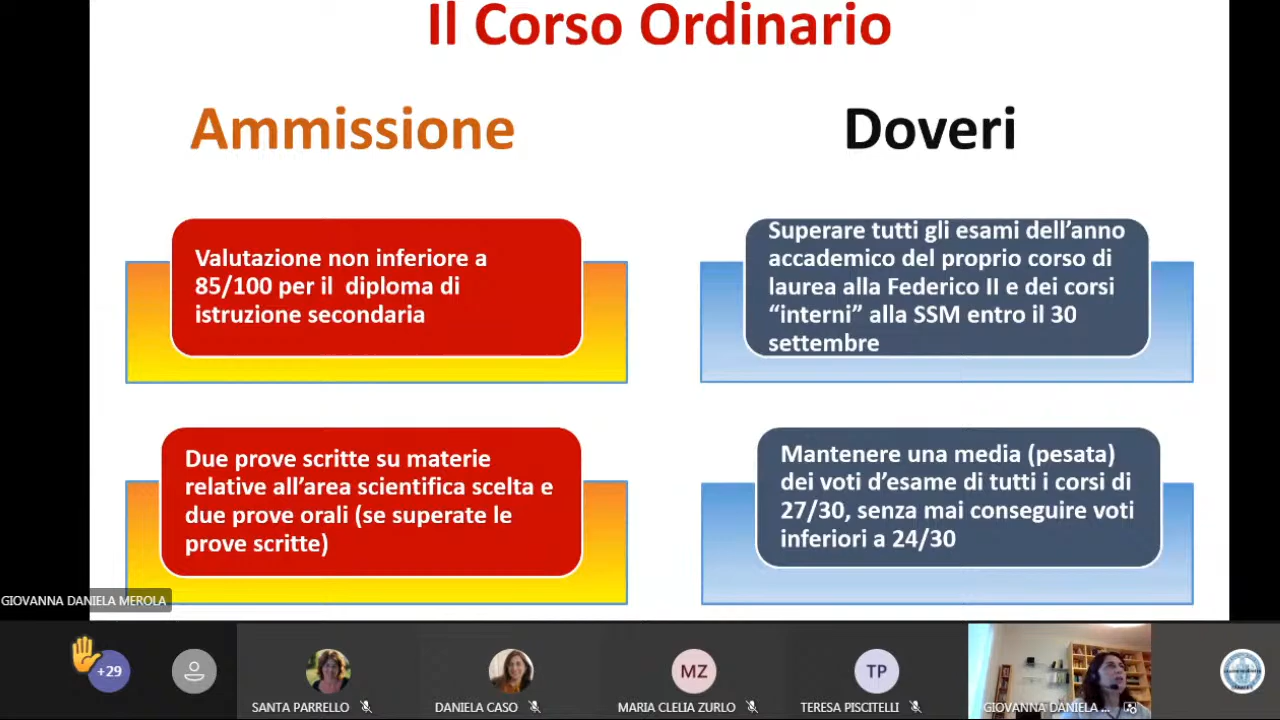 Il Corso Ordinario
Ammissione
Doveri
Valutazione non inferiore a
85/100 per il diploma di
istruzione secondaria
Superare tutti gli esami dell’anno
accademico del proprio corso di
laurea alla Federico II e dei corsi
“interni” alla SSM entro il 30
settembre
Due prove scritte su materie
relative all’area scientifica scelta e
due prove orali (se superate le
prove scritte)
Mantenere una media (pesata)
dei voti d’esame di tutti i corsi di
27/30, senza mai conseguire voti
inferiori a 24/30
GIOVANNA DANIELA MEROLA
+29
SANTA PARRELLO
DANIELA CASO
MZ
MARIA CLELIA ZURLO
TP
TERESA PISCITELLI
GIOVANNA DANIELA ...